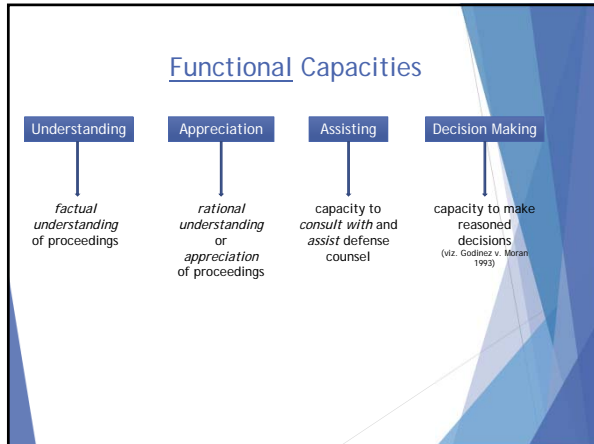 Functional Capacities
Understanding
factual
understanding
of proceedings
Appreciation
rational
understanding
or
appreciation
of proceedings
Assisting
capacity to
consult with and
assist defense
counsel
Decision Making
capacity to make
reasoned
decisions
(viz. Godinez v. Moran
1993)